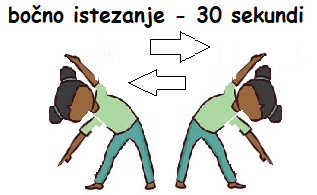 bočno istezanje - 30 sekundi